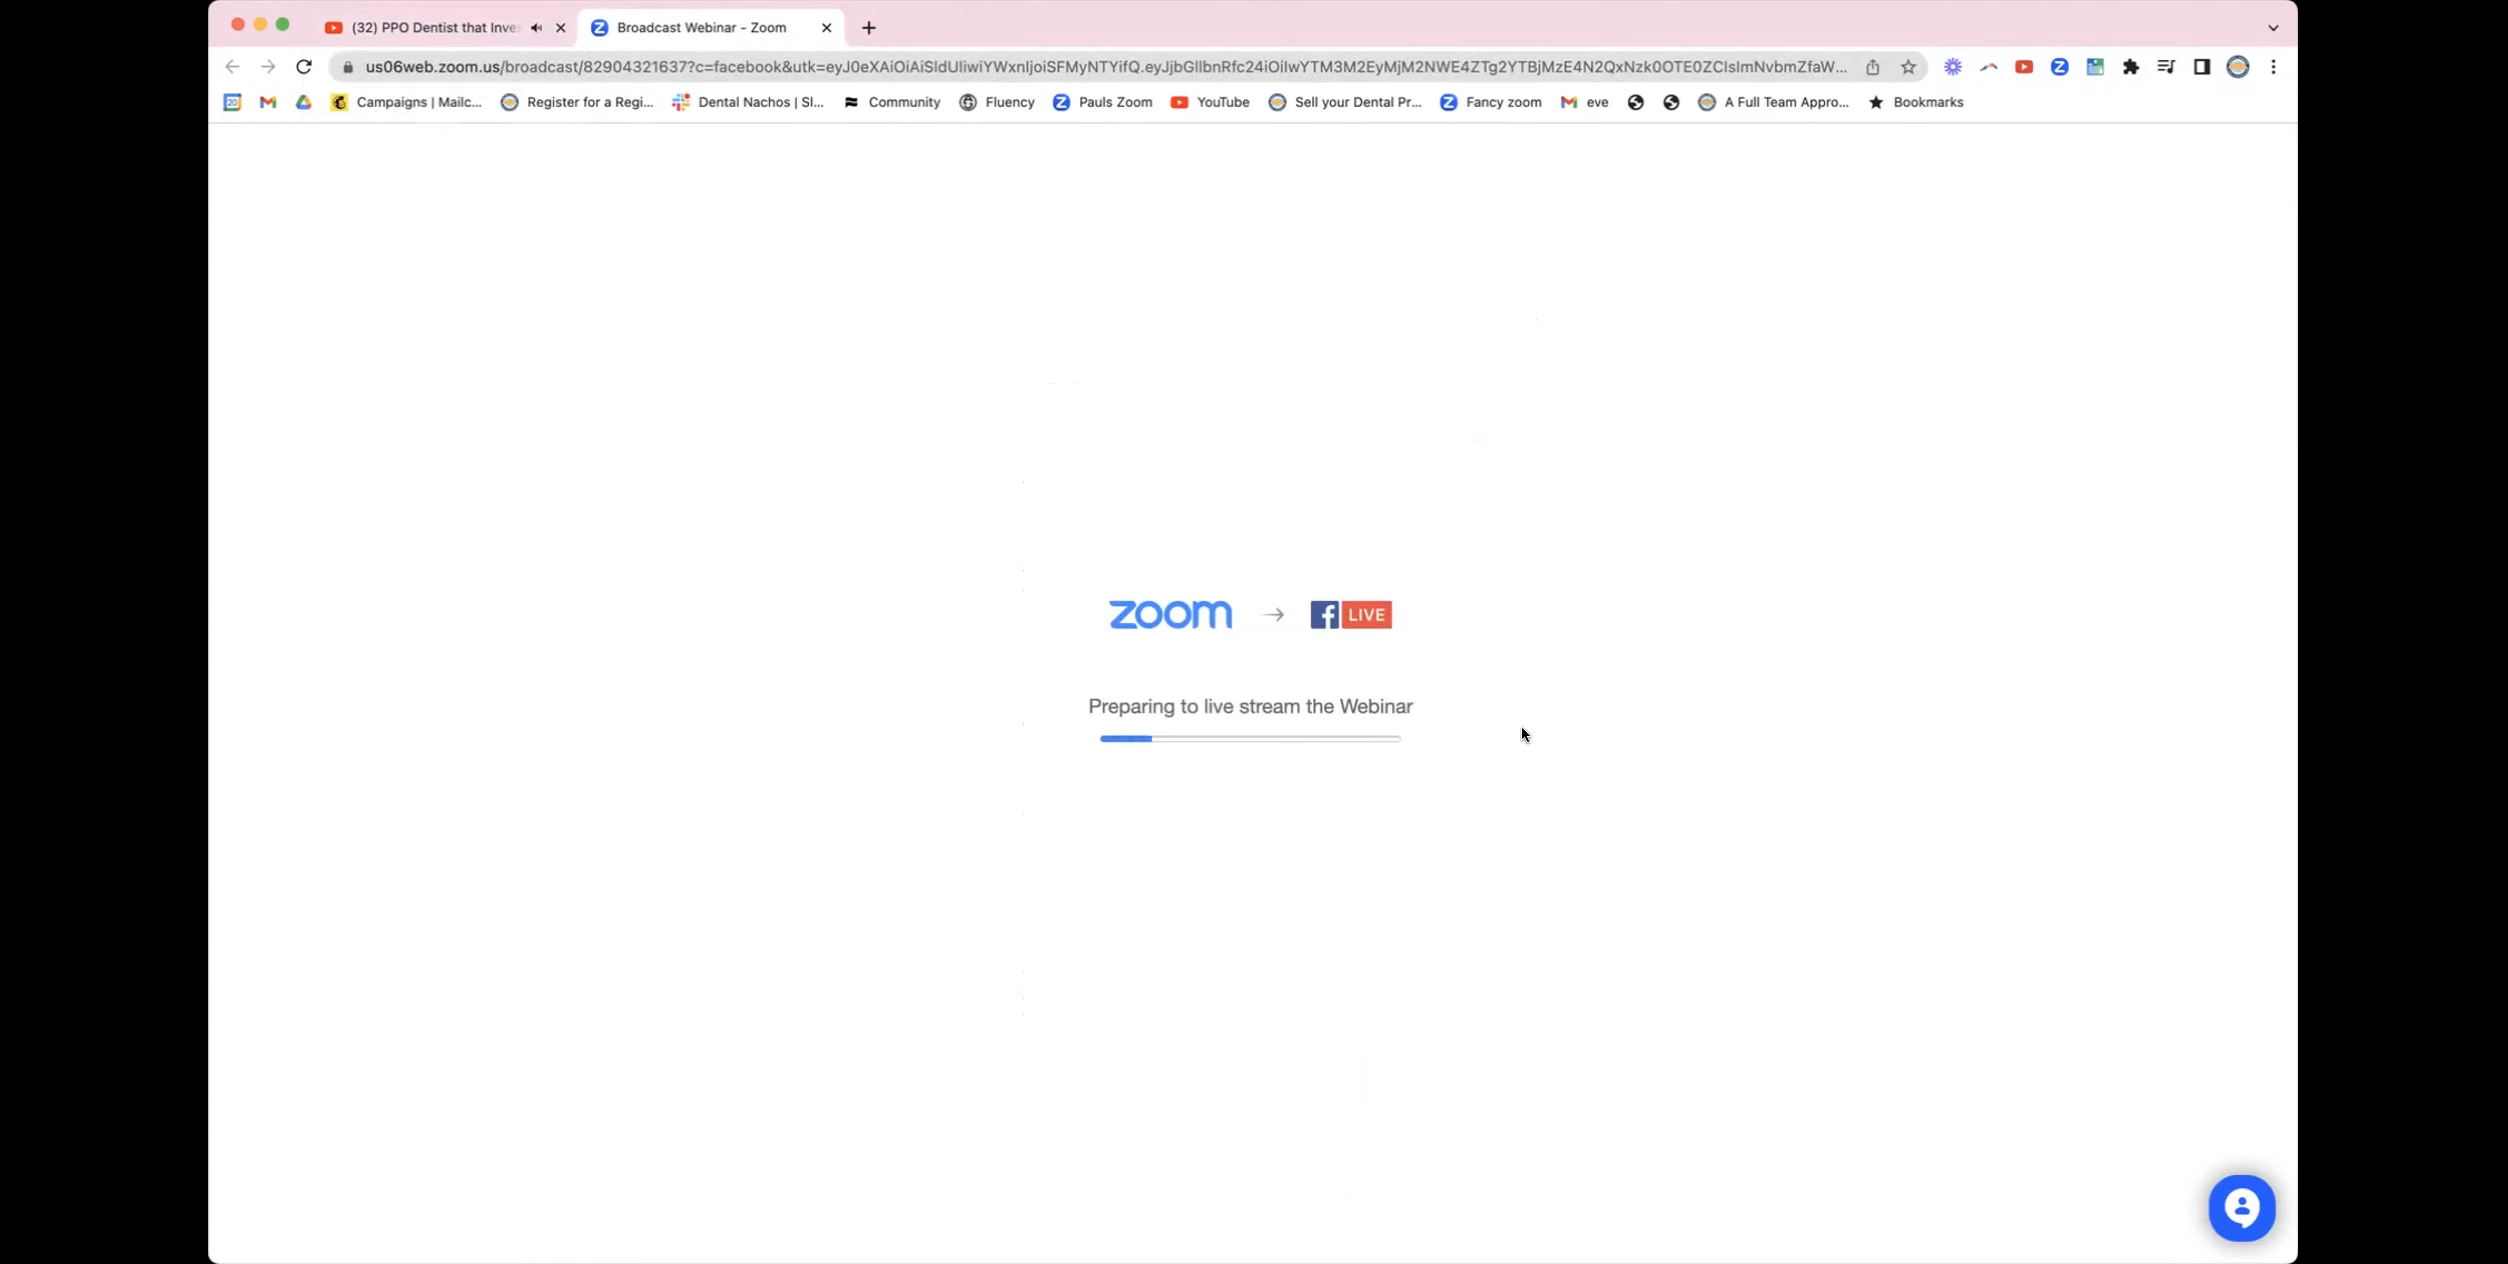 (32) PPO Dentist that Inve
Broadcast Webinar - Zoom
us06web.zoom.us/broadcast/82904321637?c=facebook&utk=
Campaigns | Mailc...
Register for a Regi...
Dental Nachos | Sl...
Community
Fluency
Pauls Zoom
YouTube
Sell your Dental Pr...
Fancy zoom
eve
A Full Team Appro...
Bookmarks
zoom → f LIVE
Preparing to live stream the Webinar